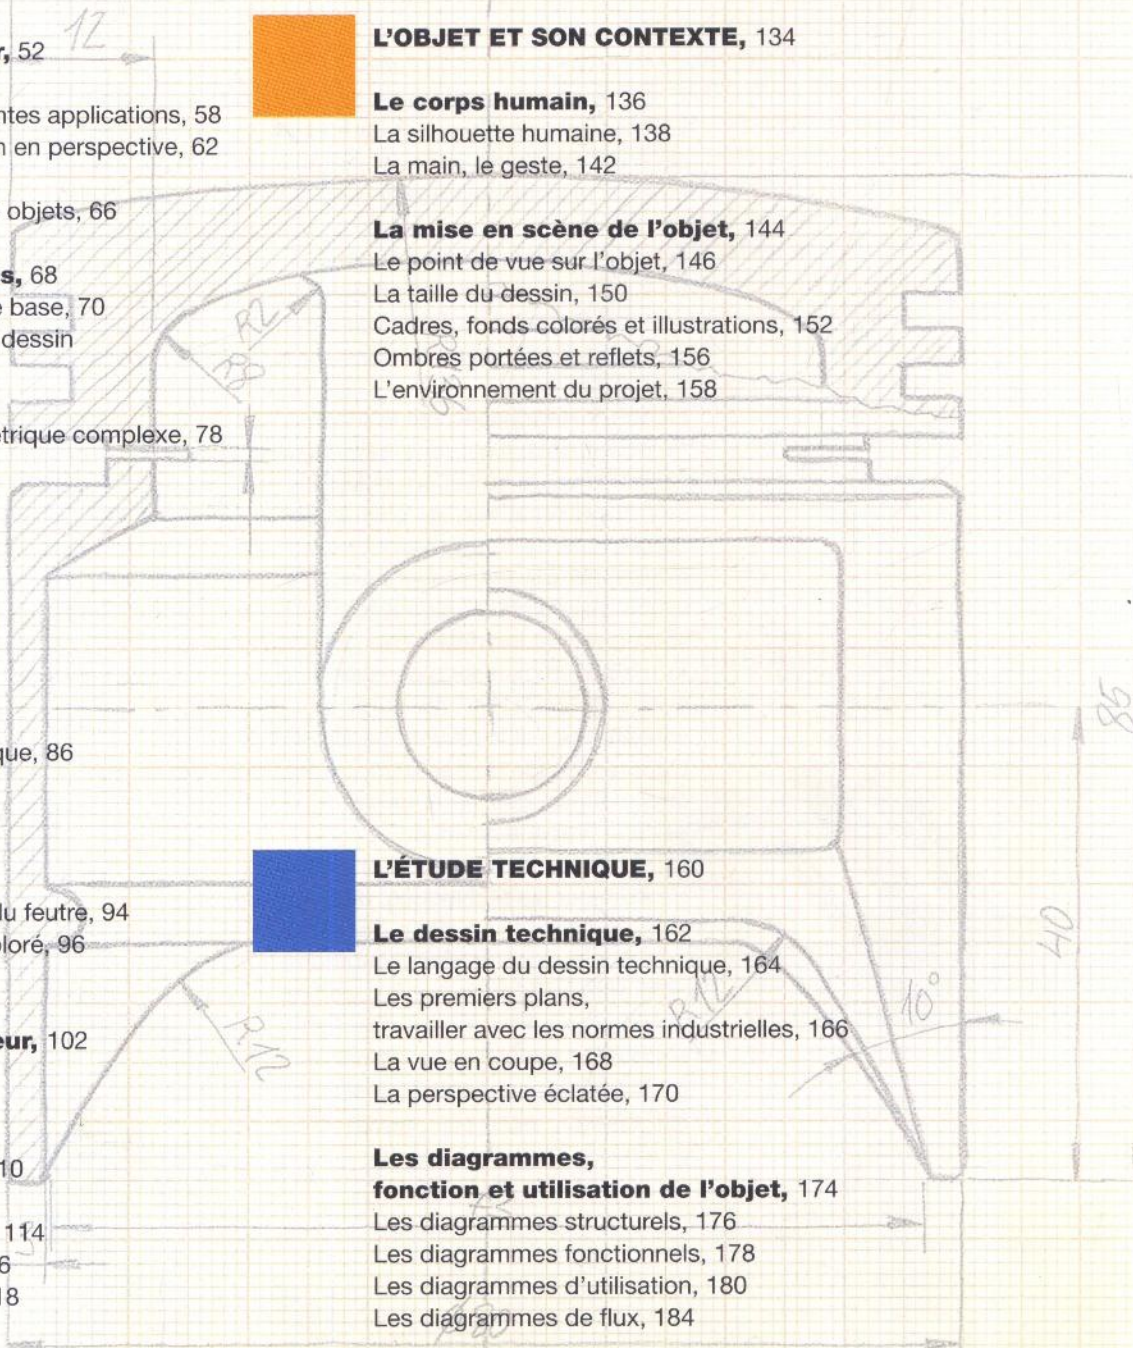 r, 52
ntes applications, 58
n en perspective, 62
objets, 66
s, 68
e base, 70
dessin
étrique complexe, 78
que, 86
du feutre, 94
oloré, 96
eur, 102
10
114
6
18
L'OBJET ET SON CONTEXTE, 134
Le corps humain, 136
La silhouette humaine, 138
La main, le geste, 142
La mise en scène de l'objet, 144
Le point de vue sur l'objet, 146
La taille du dessin, 150
Cadres, fonds colorés et illustrations, 152
Ombres portées et reflets, 156
L'environnement du projet, 158
L'ÉTUDE TECHNIQUE, 160
Le dessin technique, 162
Le langage du dessin technique, 164
Les premiers plans,
travailler avec les normes industrielles, 166
La vue en coupe, 168
La perspective éclatée, 170
Les diagrammes,
fonction et utilisation de l'objet, 174
Les diagrammes structurels, 176
Les diagrammes fonctionnels, 178
Les diagrammes d'utilisation, 180
Les diagrammes de flux, 184
12
R2
R12
R12
10°
40
85
ø80